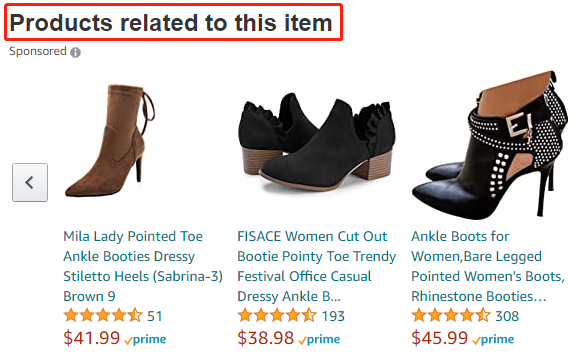 Products related to this item
Sponsored
Mila Lady Pointed Toe
Ankle Booties Dressy
Stiletto Heels (Sabrina-3)
Brown 9
51
$41.99 prime
FISACE Women Cut Out
Bootie Pointy Toe Trendy
Festival Office Casual
Dressy Ankle B...
193
$38.98 prime
Ankle Boots for
Women,Bare Legged
Pointed Women's Boots,
Rhinestone Booties...
308
$45.99 prime